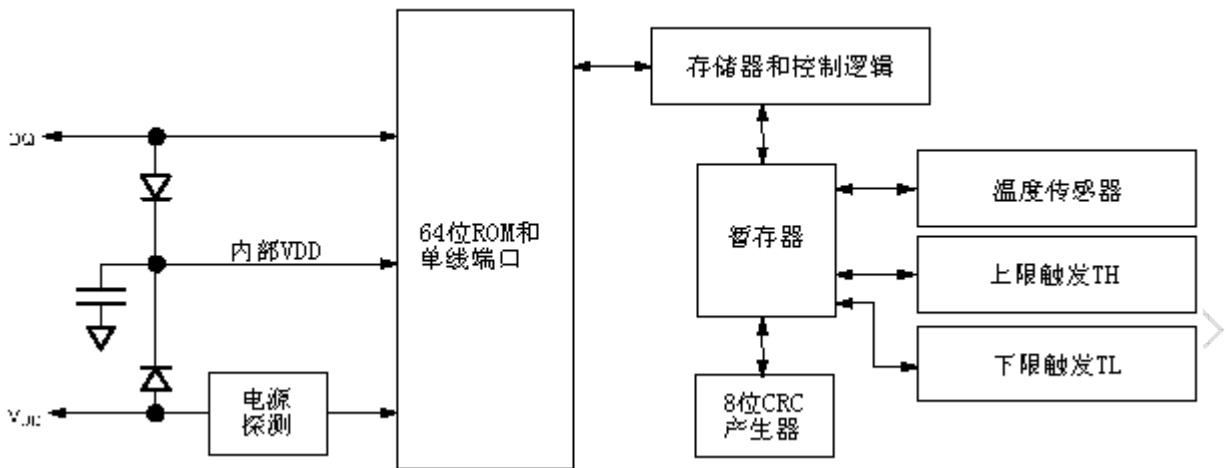 存储器和控制逻辑
DQ
温度传感器
64位ROM和
单线端口
暂存器
内部VDD
上限触发TH
下限触发TL
电源
探测
8位CRC
产生器
VDD